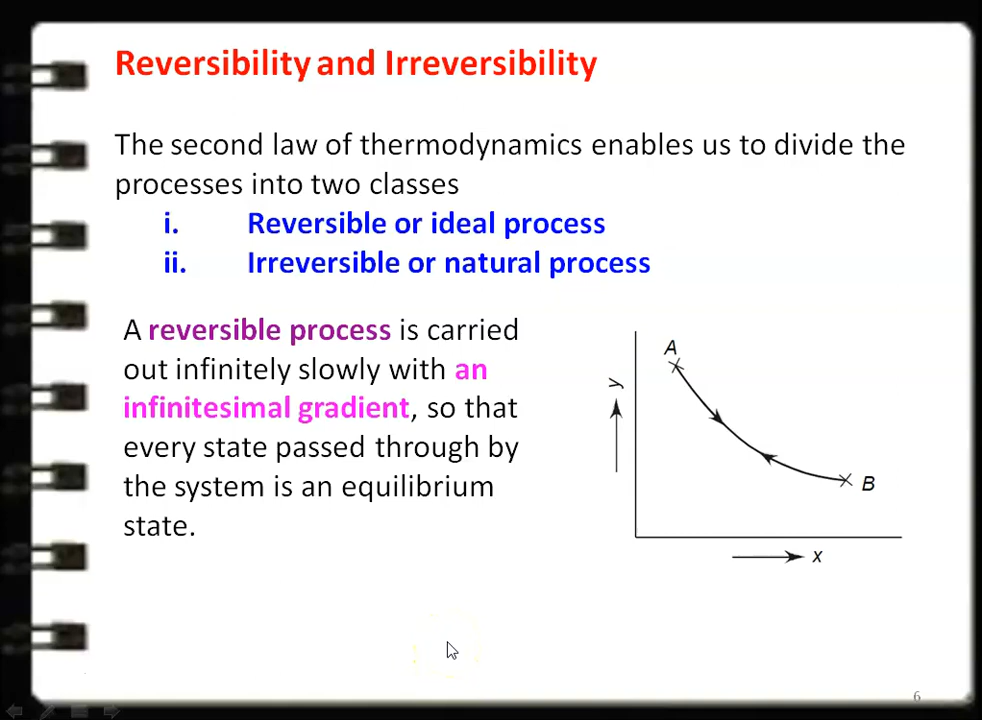 Reversibility and Irreversibility
The second law of thermodynamics enables us to divide the
processes into two classes
i. Reversible or ideal process
ii. Irreversible or natural process
A reversible process is carried
out infinitely slowly with an
infinitesimal gradient, so that
every state passed through by
the system is an equilibrium
state.
A
y
B
x
6